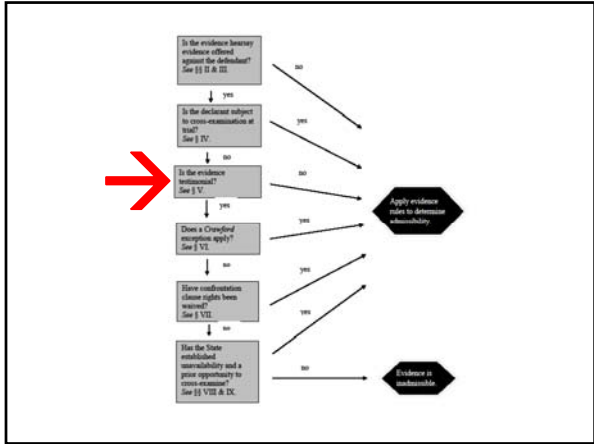 Is the evidence hearsay
evidence offered
against the defendant?
See §§ II & III.
no
yes
Is the declarant subject
to cross-examination at
trial?
See § IV.
yes
no
Is the evidence
testimonial?
See § V.
no
yes
Does a Crawford
exception apply?
See § VI.
yes
no
Have confrontation
clause rights been
waived?
See § VII.
yes
no
Has the State
established
unavailability and a
prior opportunity to
cross-examine?
See §§ VIII & IX.
yes
no
Apply evidence
rules to determine
admissibility.
Evidence is
inadmissible.